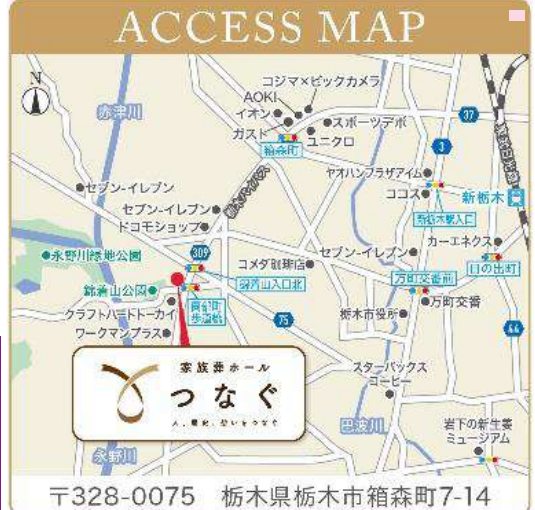 ACCESS MAP
N
コジマ×ビックカメラ
AOKI
赤津川
イオン
スポーツデポ
37
ガスト
ユニクロ
箱森町
3
ヤオハンプラザアイム
セブン-イレブン
ココス
新栃木
セブン-イレブン
新栃木駅入口
ドコモショップ
カーエネクス
309
セブン-イレブン
永野川緑地公園
コメダ珈琲店
日の出町
錦着山入口北
万町交番前
錦着山公園
万町交番
クラフトハートトーカイ
75
栃木市役所
44
ワークマンプラス
家族葬ホール
つなぐ
人、歴史、想いをつなぐ
スターバックス
コーヒー
巴波川
岩下の新生姜
ミュージアム
永野川
〒328-0075 栃木県栃木市箱森町7-14